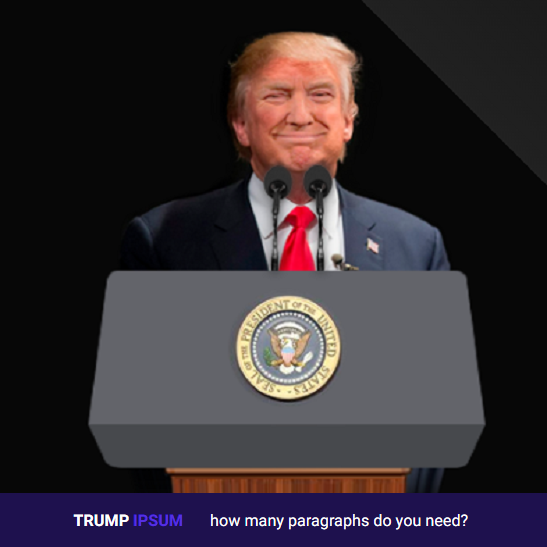 SEAL OF THE PRESIDENT OF THE UNITED STATES
TRUMP IPSUM how many paragraphs do you need?